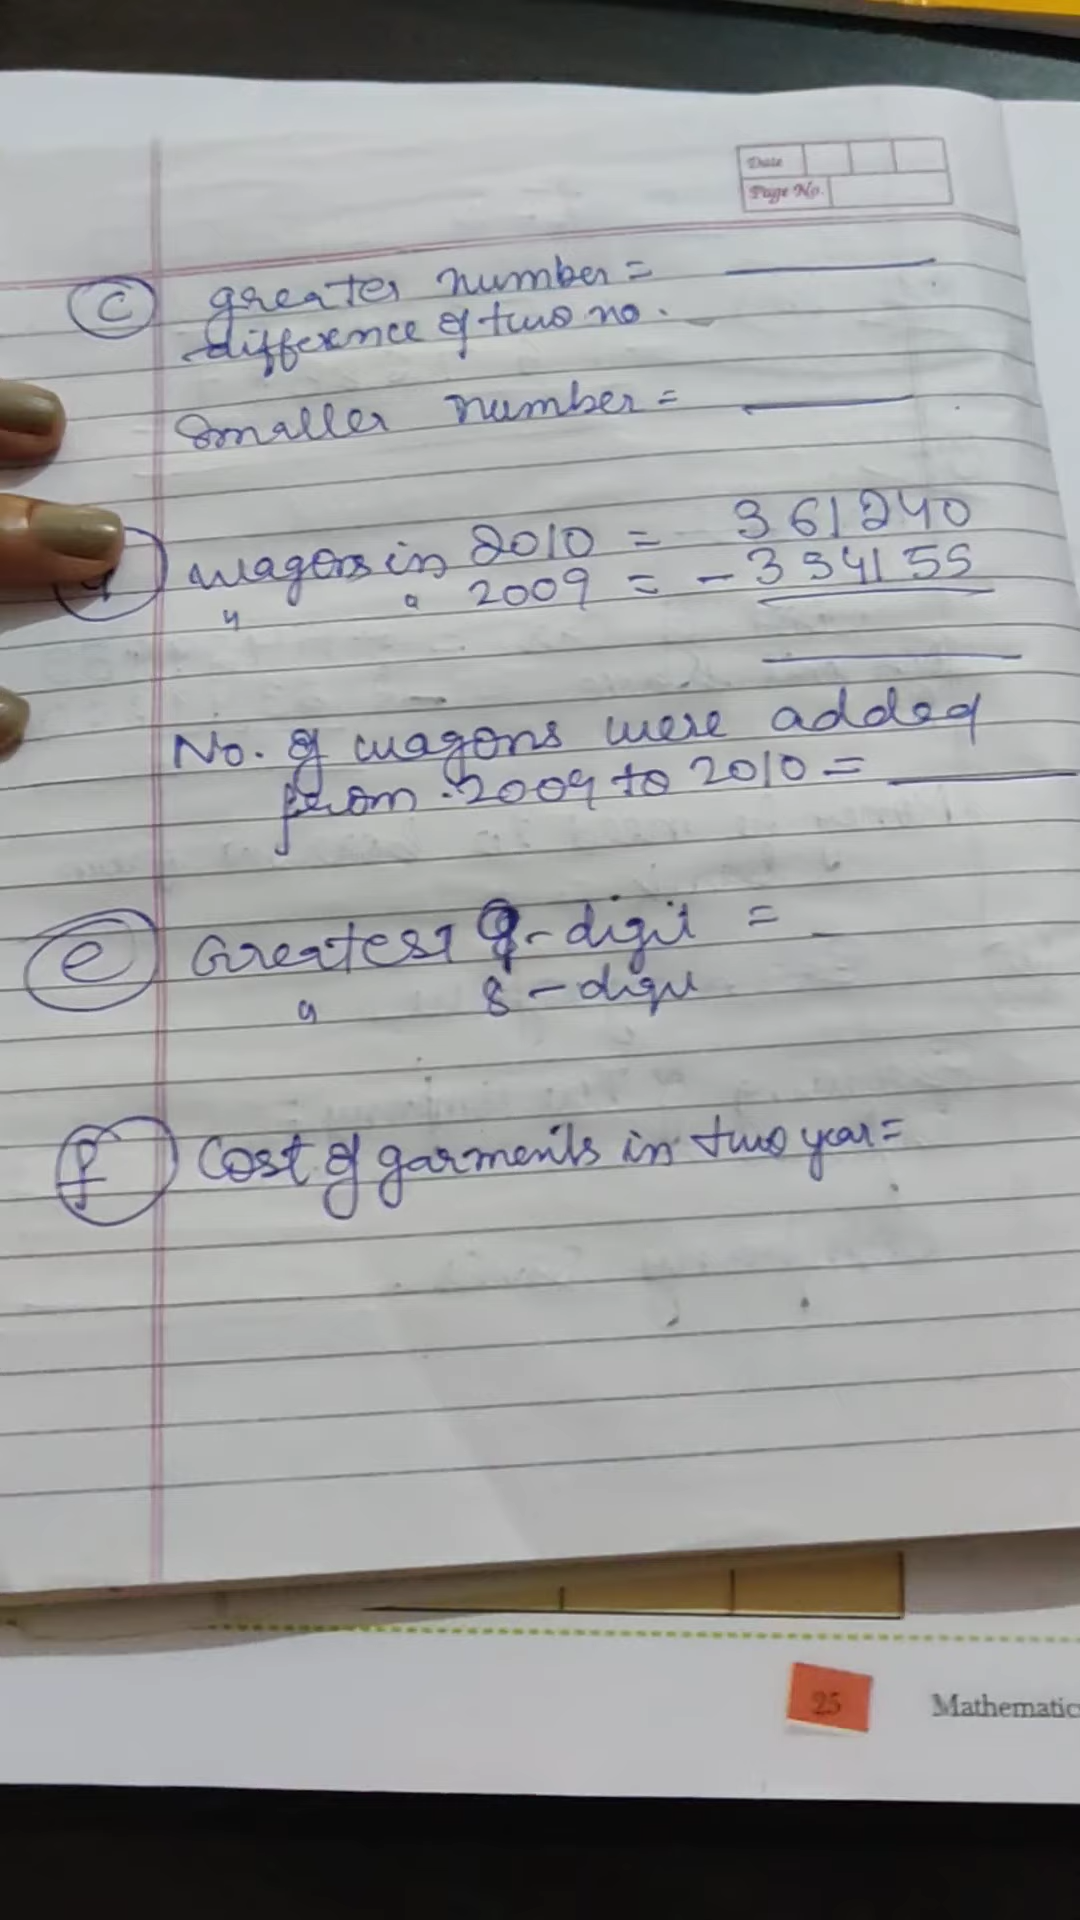 Date
Page No.
C greater number =
difference of two no.
Smaller number =
wagons in 2010 = 361240
" " 2009 = - 334155
No. of wagons were added
from 2009 to 2010 =
e Greatest 9-digit =
" 8-digit
f Cost of garments in two year =
25 Mathematic